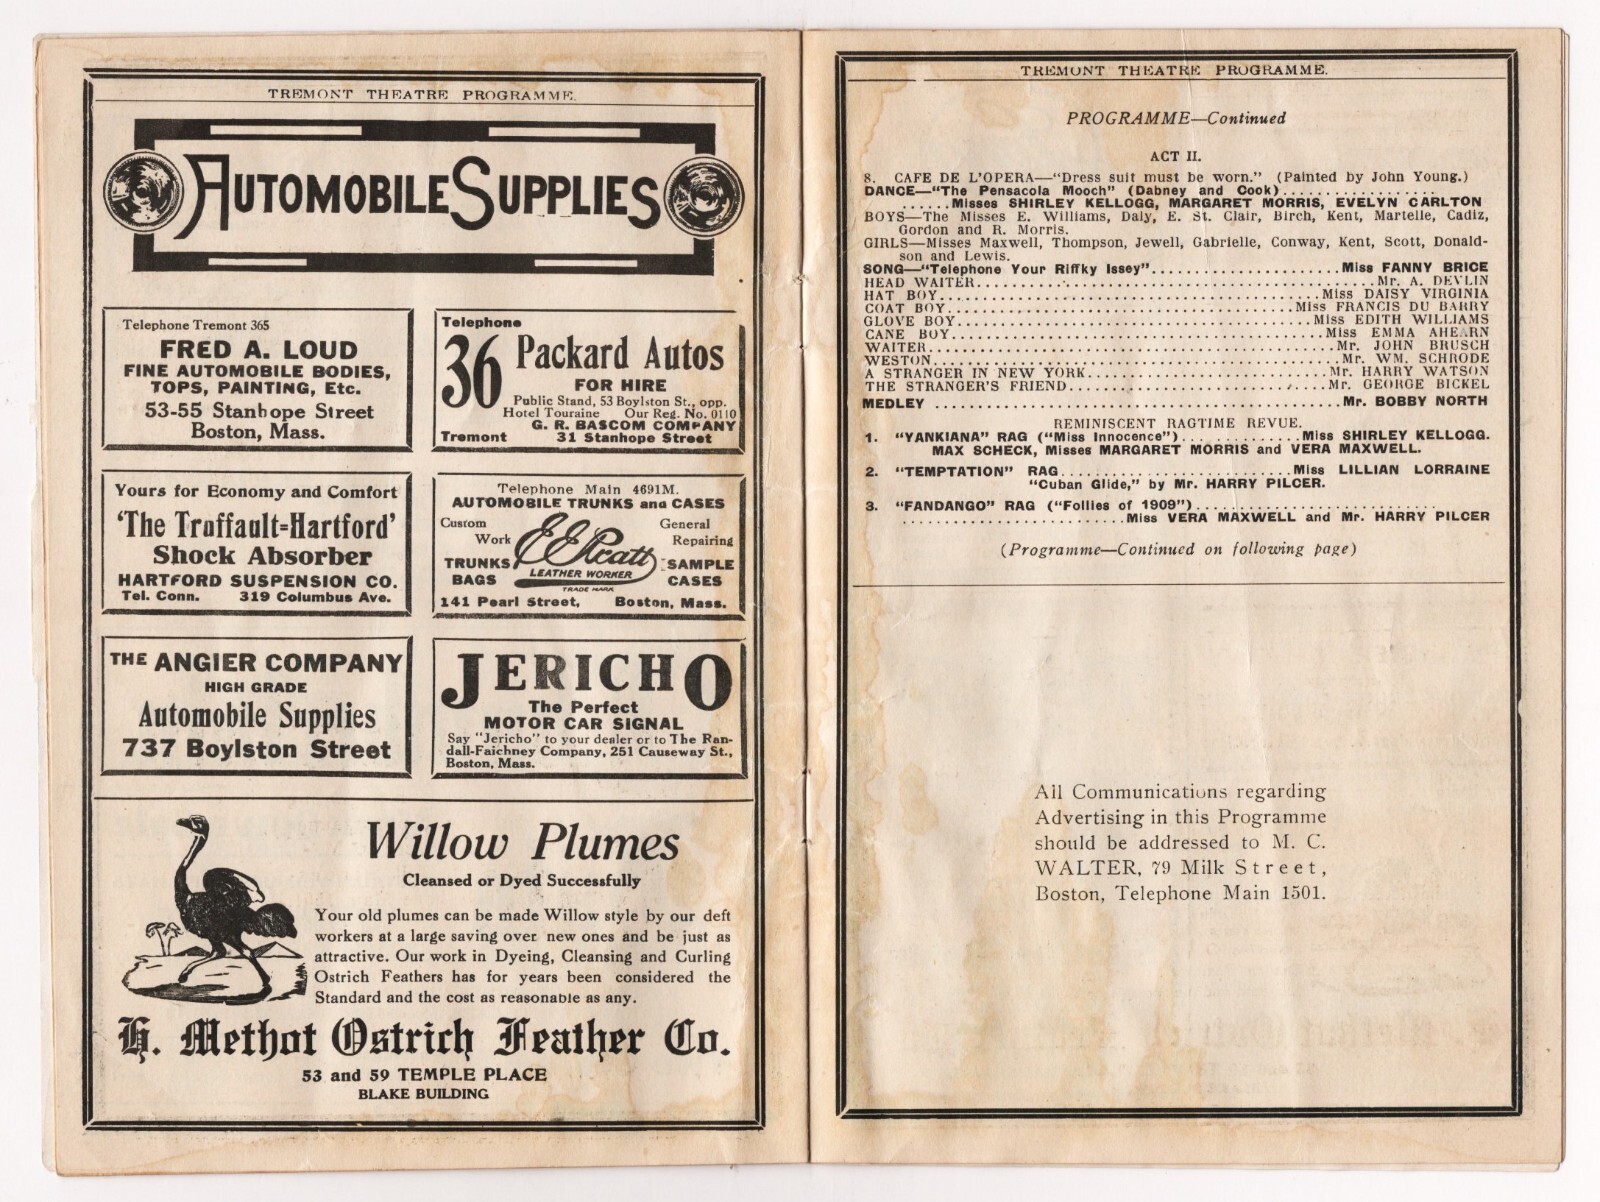 TREMONT THEATRE PROGRAMME.
AUTOMOBILE SUPPLIES
Telephone Tremont 365
FRED A. LOUD
FINE AUTOMOBILE BODIES,
TOPS, PAINTING, Etc.
53-55 Stanhope Street
Boston, Mass.
Telephone
36 Packard Autos
FOR HIRE
Public Stand, 53 Boylston St., opp.
Hotel Touraine Our Reg. No. 0110
G. R. BASCOM COMPANY
Tremont 31 Stanhope Street
Yours for Economy and Comfort
'The Truffault=Hartford'
Shock Absorber
HARTFORD SUSPENSION CO.
Tel. Conn. 319 Columbus Ave.
Telephone Main 4691M.
AUTOMOBILE TRUNKS and CASES
Custom Work
General Repairing
E E Pratt
LEATHER WORKER
TRADE MARK
TRUNKS BAGS
SAMPLE CASES
141 Pearl Street, Boston, Mass.
THE ANGIER COMPANY
HIGH GRADE
Automobile Supplies
737 Boylston Street
JERICHO
The Perfect
MOTOR CAR SIGNAL
Say "Jericho" to your dealer or to The Ran-
dall-Faichney Company, 251 Causeway St.,
Boston, Mass.
Willow Plumes
Cleansed or Dyed Successfully
Your old plumes can be made Willow style by our deft
workers at a large saving over new ones and be just as
attractive. Our work in Dyeing, Cleansing and Curling
Ostrich Feathers has for years been considered the
Standard and the cost as reasonable as any.
H. Methot Ostrich Feather Co.
53 and 59 TEMPLE PLACE
BLAKE BUILDING
TREMONT THEATRE PROGRAMME.
PROGRAMME—Continued
ACT II.
8. CAFE DE L'OPERA—"Dress suit must be worn." (Painted by John Young.)
DANCE—"The Pensacola Mooch" (Dabney and Cook)..................
......Misses SHIRLEY KELLOGG, MARGARET MORRIS, EVELYN CARLTON
BOYS—The Misses E. Williams, Daly, E. St. Clair, Birch, Kent, Martelle, Cadiz,
Gordon and R. Morris.
GIRLS—Misses Maxwell, Thompson, Jewell, Gabrielle, Conway, Kent, Scott, Donald-
son and Lewis.
SONG—"Telephone Your Riffky Issey"......................Miss FANNY BRICE
HEAD WAITER..............................................Mr. A. DEVLIN
HAT BOY............................................Miss DAISY VIRGINIA
COAT BOY........................................Miss FRANCIS DU BARRY
GLOVE BOY.........................................Miss EDITH WILLIAMS
CANE BOY...........................................Miss EMMA AHEARN
WAITER.............................................Mr. JOHN BRUSCH
WESTON..............................................Mr. WM. SCHRODE
A STRANGER IN NEW YORK............................Mr. HARRY WATSON
THE STRANGER'S FRIEND.............................Mr. GEORGE BICKEL
MEDLEY ...........................................Mr. BOBBY NORTH
REMINISCENT RAGTIME REVUE.
1. "YANKIANA" RAG ("Miss Innocence").............Miss SHIRLEY KELLOGG.
MAX SCHECK, Misses MARGARET MORRIS and VERA MAXWELL.
2. "TEMPTATION" RAG.........................Miss LILLIAN LORRAINE
"Cuban Glide," by Mr. HARRY PILCER.
3. "FANDANGO" RAG ("Follies of 1909")..........................
........................Miss VERA MAXWELL and Mr. HARRY PILCER
(Programme—Continued on following page)
All Communications regarding
Advertising in this Programme
should be addressed to M. C.
WALTER, 79 Milk Street,
Boston, Telephone Main 1501.